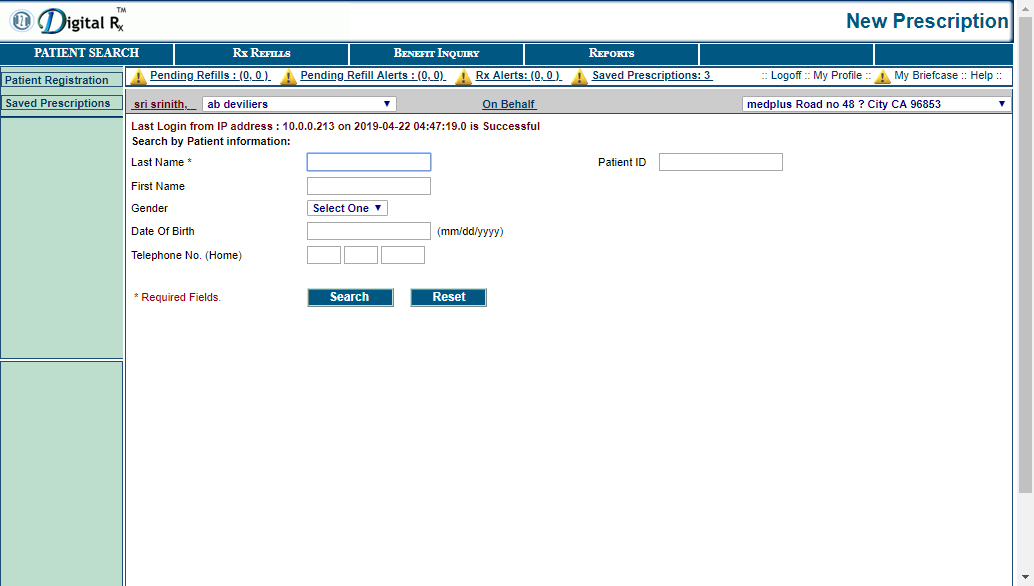 Digital Rx TM
New Prescription
PATIENT SEARCH Rx Refills Benefit Inquiry Reports
Patient Registration
Saved Prescriptions
Pending Refills : (0, 0 ) Pending Refill Alerts : (0, 0) Rx Alerts: (0, 0 ) Saved Prescriptions: 3 :: Logoff :: My Profile :: My Briefcase :: Help ::
sri srinith, ab deviliers On Behalf medplus Road no 48 ? City CA 96853
Last Login from IP address : 10.0.0.213 on 2019-04-22 04:47:19.0 is Successful
Search by Patient information:
Last Name * Patient ID
First Name
Gender Select One
Date Of Birth (mm/dd/yyyy)
Telephone No. (Home)
* Required Fields. Search Reset